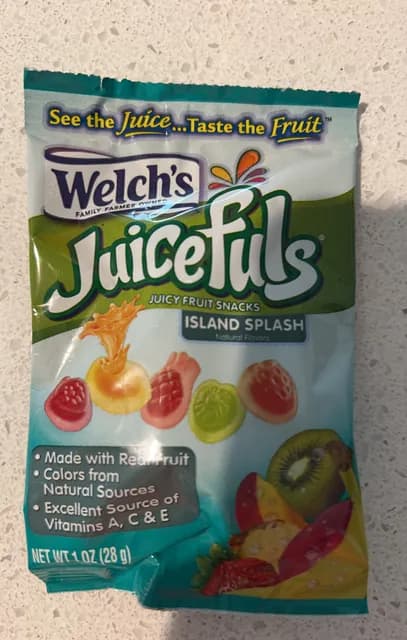 See the Juice...Taste the Fruit™
Welch's
FAMILY FARMER OWNED
Juicefuls®
JUICY FRUIT SNACKS
ISLAND SPLASH
Natural Flavors
• Made with Real Fruit
• Colors from
Natural Sources
• Excellent Source of
Vitamins A, C & E
NET WT 1 OZ (28 g)